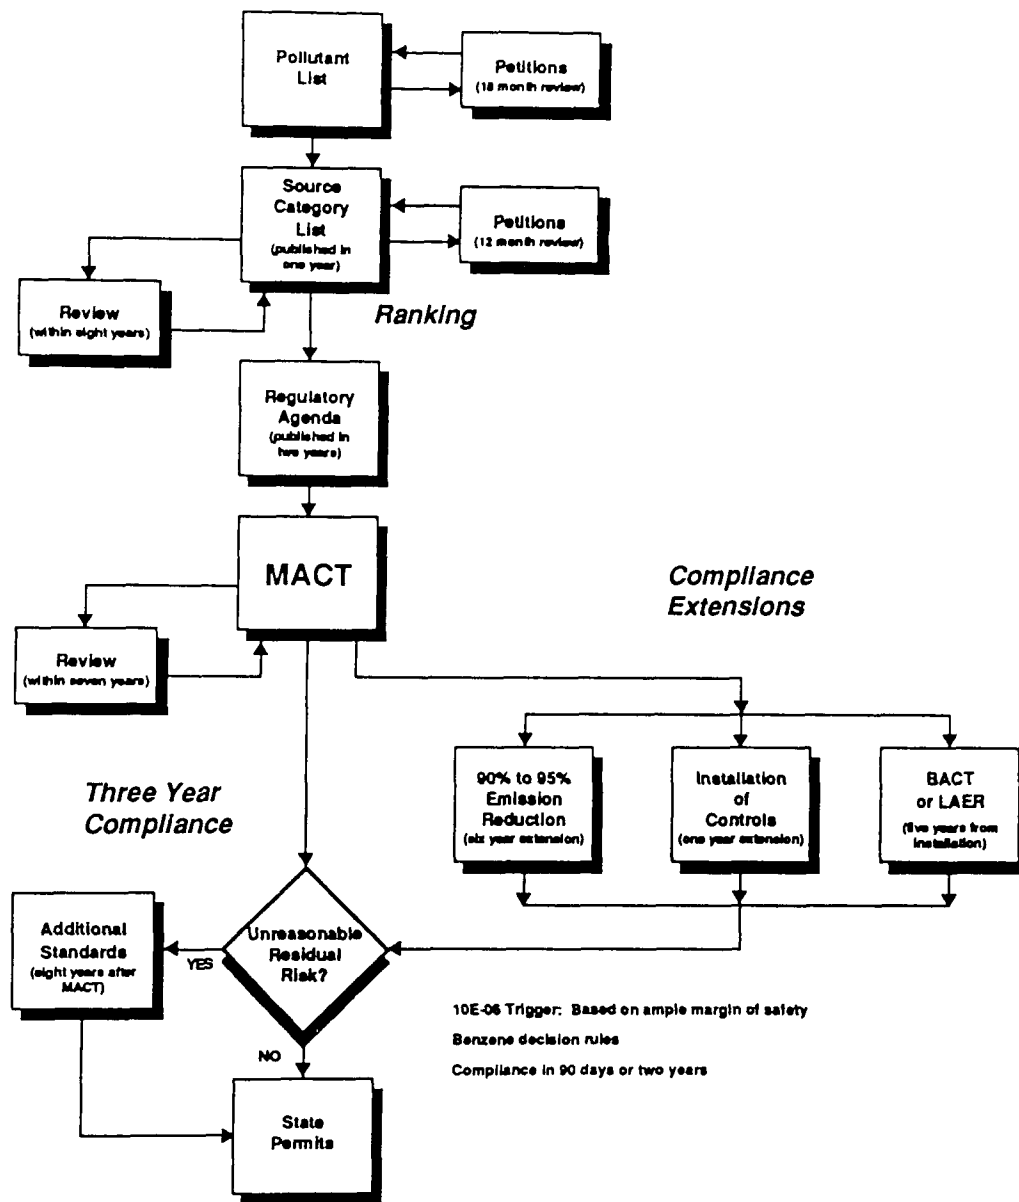 Pollutant
List
Petitions
(18 month review)
Source
Category
List
(published in
one year)
Petitions
(12 month review)
Review
(within eight years)
Ranking
Regulatory
Agenda
(published in
two years)
MACT
Compliance
Extensions
Review
(within seven years)
90% to 95%
Emission
Reduction
(six year extension)
Installation
of
Controls
(one year extension)
BACT
or LAER
(five years from
installation)
Three Year
Compliance
Additional
Standards
(eight years after
MACT)
YES
Unreasonable
Residual
Risk?
10E-06 Trigger: Based on ample margin of safety
Benzene decision rules
Compliance in 90 days or two years
NO
State
Permits